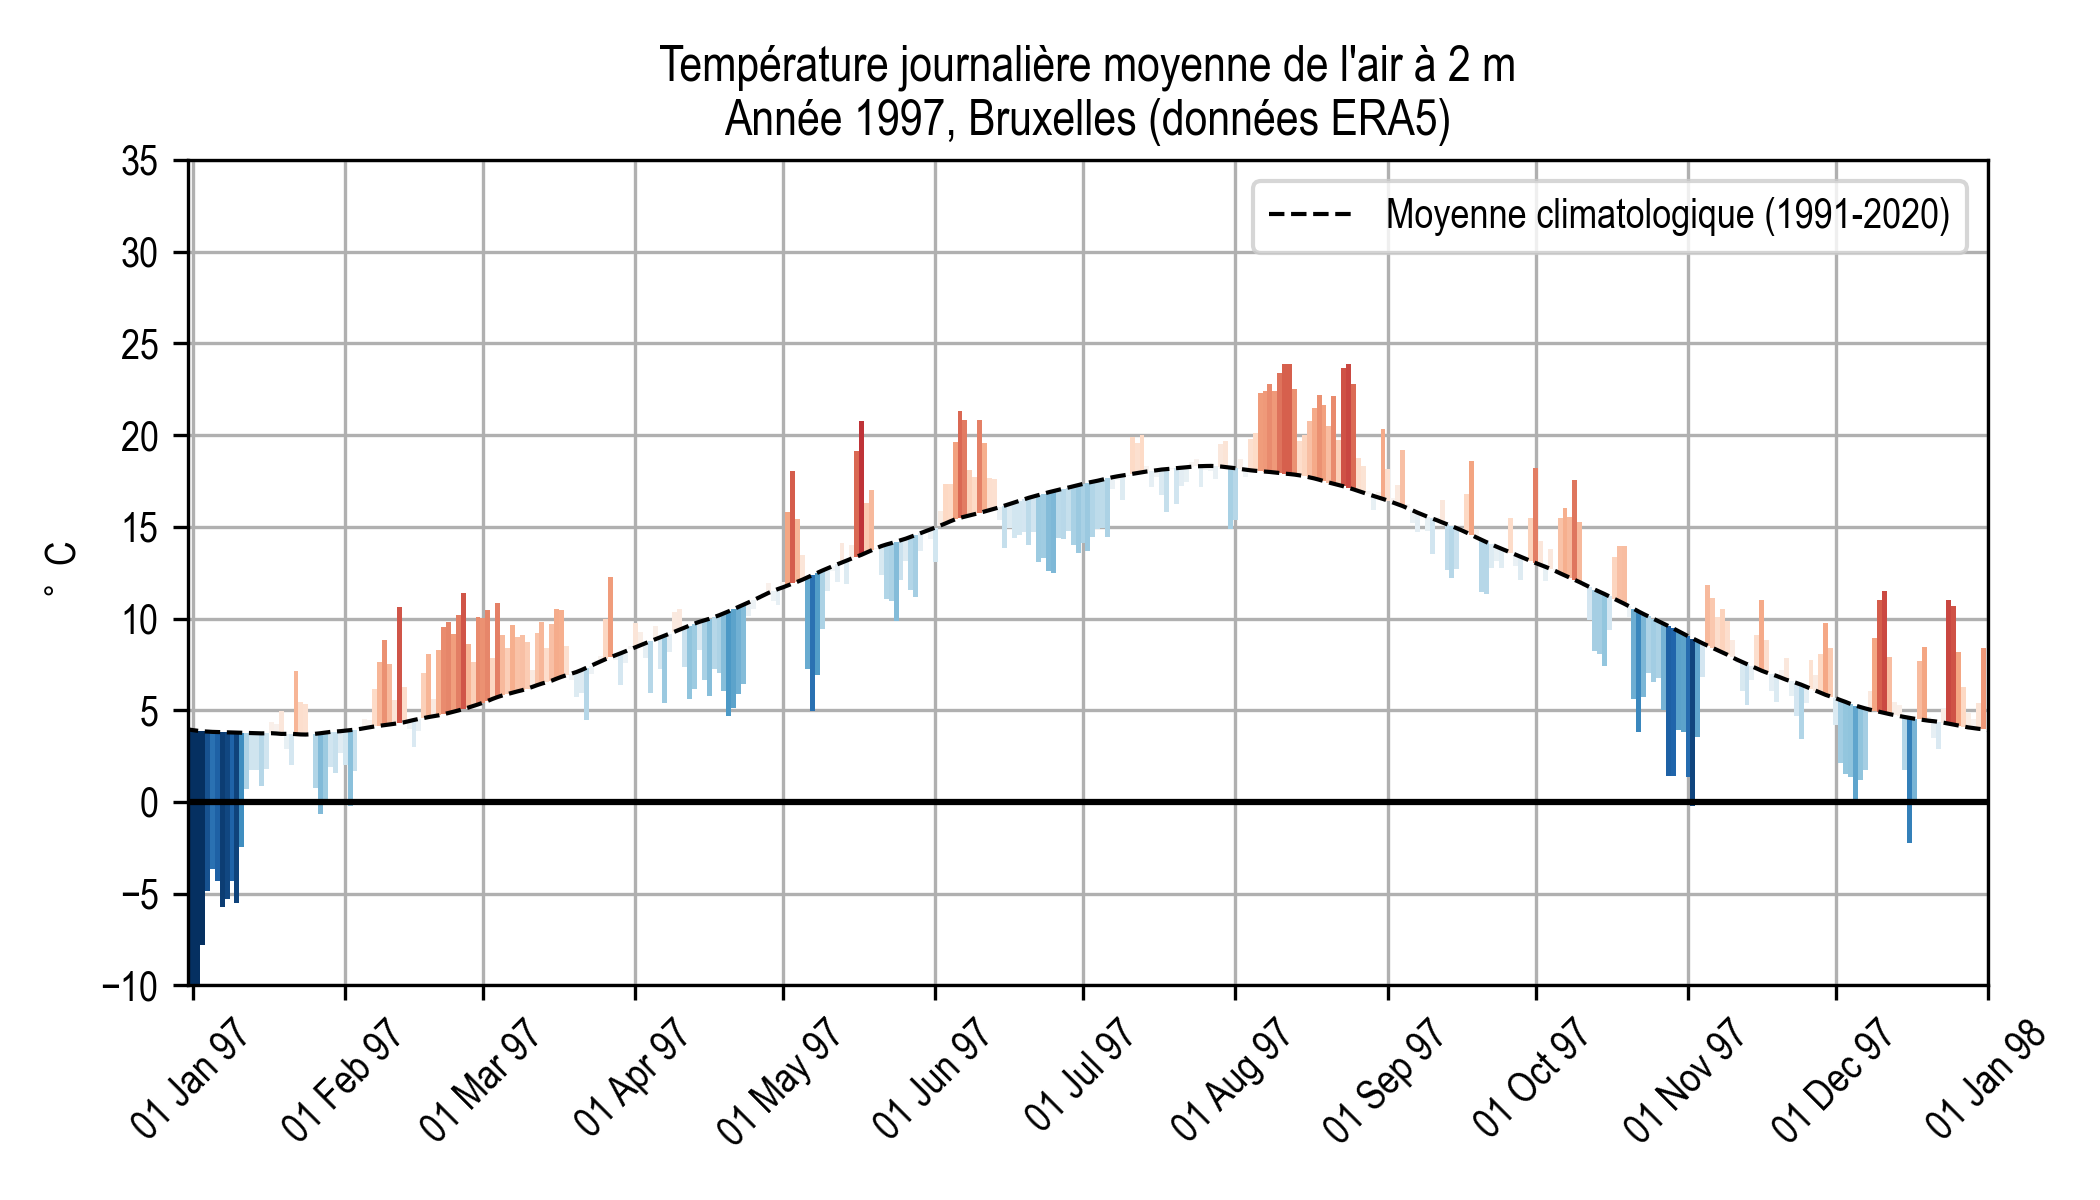 Température journalière moyenne de l'air à 2 m
Année 1997, Bruxelles (données ERA5)
Moyenne climatologique (1991-2020)
° C
35
30
25
20
15
10
5
0
−5
−10
01 Jan 97
01 Feb 97
01 Mar 97
01 Apr 97
01 May 97
01 Jun 97
01 Jul 97
01 Aug 97
01 Sep 97
01 Oct 97
01 Nov 97
01 Dec 97
01 Jan 98